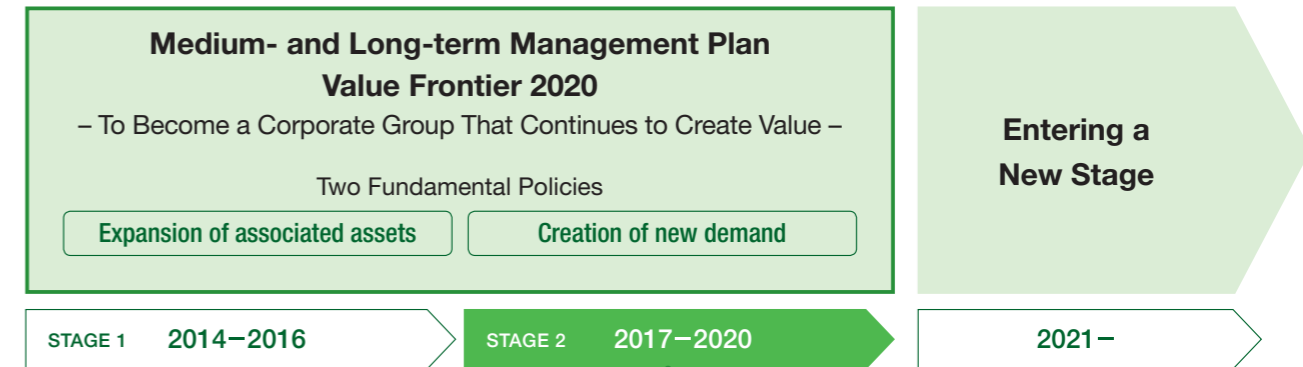 Medium- and Long-term Management Plan
Value Frontier 2020
– To Become a Corporate Group That Continues to Create Value –
Two Fundamental Policies
Expansion of associated assets
Creation of new demand
Entering a
New Stage
STAGE 1 2014–2016
STAGE 2 2017–2020
2021–